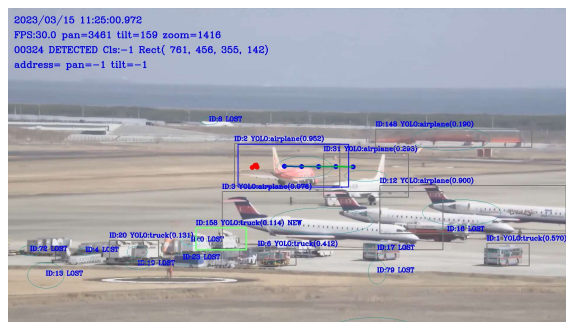 2023/03/15 11:25:00.972
FPS:30.0 pan=3461 tilt=159 zoom=1416
00324 DETECTED Cls:-1 Rect( 761, 456, 355, 142)
address= pan=-1 tilt=-1
ID:8 LOST
ID:146 YOLO:airplane(0.190)
ID:2 YOLO:airplane(0.952)
ID:31 YOLO:airplane(0.293)
ID:12 YOLO:airplane(0.900)
ID:3 YOLO:airplane(0.976)
ID:158 YOLO:truck(0.114) NEW
ID:16 LOST
ID:20 YOLO:truck(0.131)
ID:0 LOST
ID:1 YOLO:truck(0.570)
ID:72 LOST
ID:4 LOST
ID:6 YOLO:truck(0.412)
ID:17 LOST
ID:19 LOST
ID:23 LOST
ID:13 LOST
ID:79 LOST